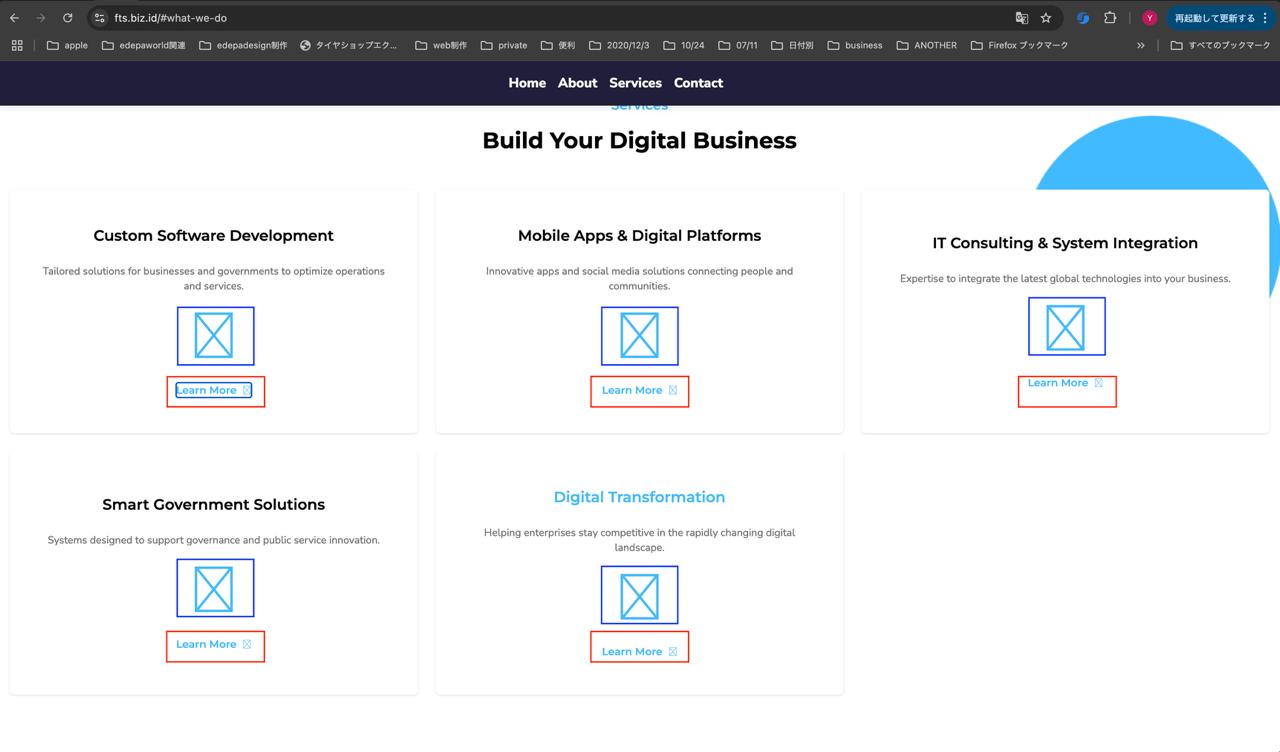 fts.biz.id/#what-we-do
Y
再起動して更新する
apple
edepaworld関連
edepadesign制作
タイヤショップエク...
web制作
private
便利
2020/12/3
10/24
07/11
日付別
business
ANOTHER
Firefox ブックマーク
»
すべてのブックマーク
Home
About
Services
Contact
Services
Build Your Digital Business
Custom Software Development
Tailored solutions for businesses and governments to optimize operations
and services.
Learn More
Mobile Apps & Digital Platforms
Innovative apps and social media solutions connecting people and
communities.
Learn More
IT Consulting & System Integration
Expertise to integrate the latest global technologies into your business.
Learn More
Smart Government Solutions
Systems designed to support governance and public service innovation.
Learn More
Digital Transformation
Helping enterprises stay competitive in the rapidly changing digital
landscape.
Learn More